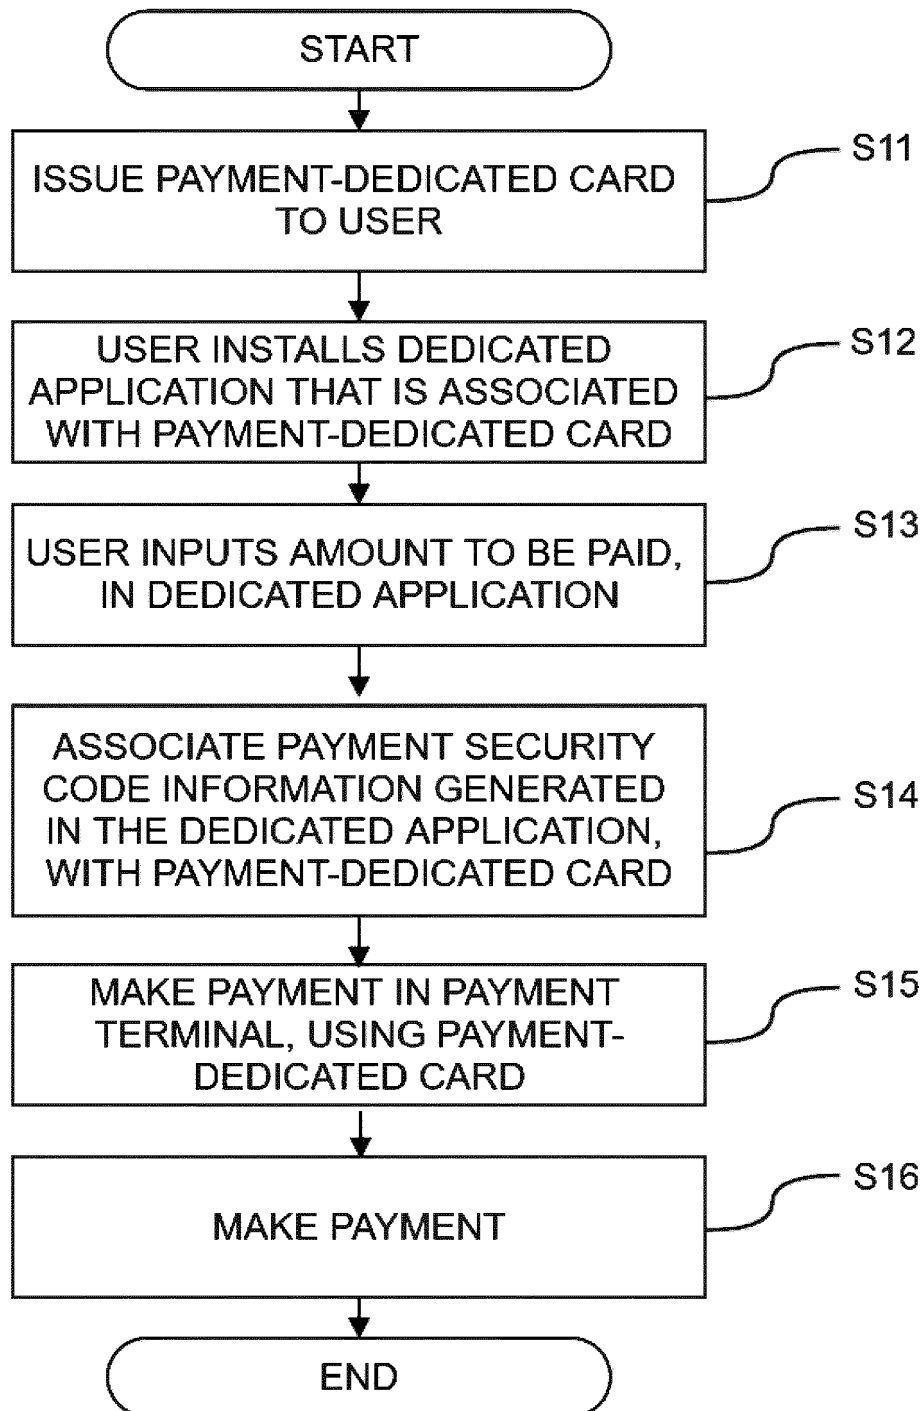 START
S11
ISSUE PAYMENT-DEDICATED CARD
TO USER
S12
USER INSTALLS DEDICATED
APPLICATION THAT IS ASSOCIATED
WITH PAYMENT-DEDICATED CARD
S13
USER INPUTS AMOUNT TO BE PAID,
IN DEDICATED APPLICATION
S14
ASSOCIATE PAYMENT SECURITY
CODE INFORMATION GENERATED
IN THE DEDICATED APPLICATION,
WITH PAYMENT-DEDICATED CARD
S15
MAKE PAYMENT IN PAYMENT
TERMINAL, USING PAYMENT-
DEDICATED CARD
S16
MAKE PAYMENT
END